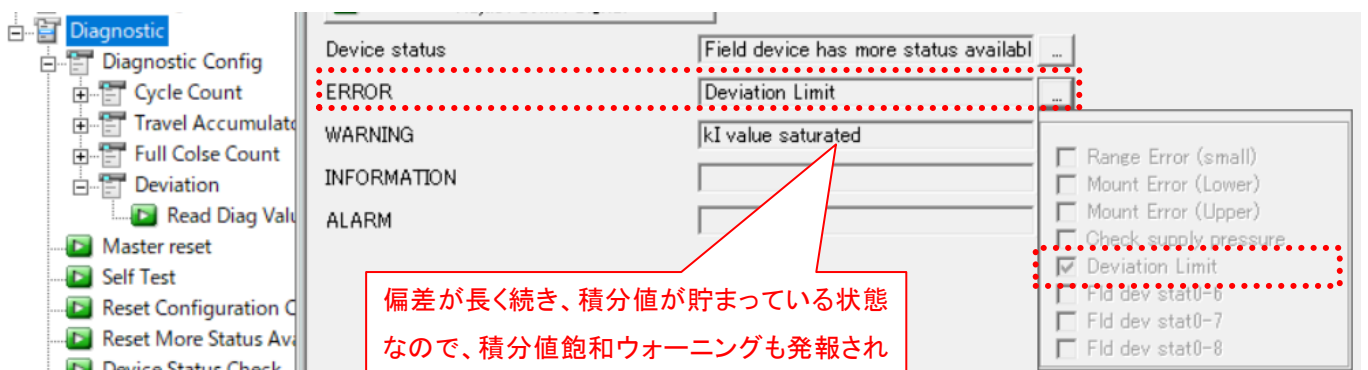 Diagnostic
Diagnostic Config
Cycle Count
Travel Accumulato
Full Colse Count
Deviation
Read Diag Valu
Master reset
Self Test
Reset Configuration C
Reset More Status Ava
Device Status Check
Device status
Field device has more status availabl
...
ERROR
Deviation Limit
...
WARNING
kI value saturated
INFORMATION
ALARM
Range Error (small)
Mount Error (Lower)
Mount Error (Upper)
Check supply pressure
Deviation Limit
Fld dev stat0-6
Fld dev stat0-7
Fld dev stat0-8
偏差が長く続き、積分値が貯まっている状態
なので、積分値飽和ウォーニングも発報され